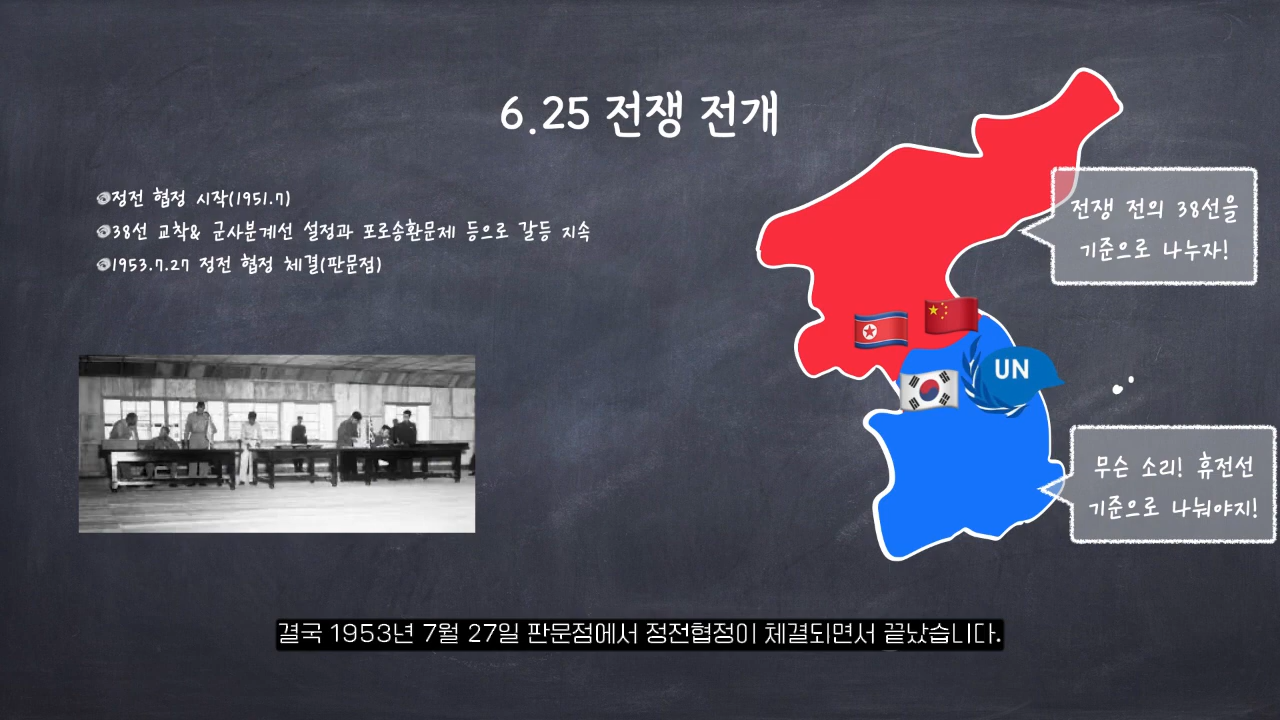 6.25 전쟁 전개
정전 협정 시작(1951.7)
38선 교착& 군사분계선 설정과 포로송환문제 등으로 갈등 지속
1953.7.27 정전 협정 체결(판문점)
전쟁 전의 38선을
기준으로 나누자!
UN
무슨 소리! 휴전선
기준으로 나눠야지!
결국 1953년 7월 27일 판문점에서 정전협정이 체결되면서 끝났습니다.